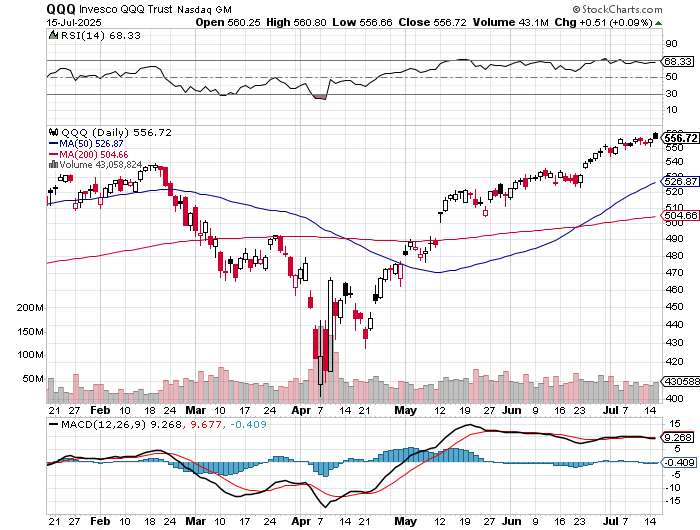 QQQ Invesco QQQ Trust Nasdaq GM © StockCharts.com
15-Jul-2025 Open 560.25 High 560.80 Low 556.66 Close 556.72 Volume 43.1M Chg +0.51 (+0.09%)
RSI(14) 68.33
90
70
68.33
50
30
10
QQQ (Daily) 556.72
MA(50) 526.87
MA(200) 504.66
Volume 43,058,824
560
556.72
550
540
526.87
520
510
504.66
500
490
480
470
460
450
440
430
420
410
400
200M
150M
100M
50M
430588
21 27 Feb 10 18 24 Mar 10 17 24 Apr 7 14 21 May 12 19 27 Jun 9 16 23 Jul 7 14
MACD(12,26,9) 9.268, 9.677, -0.409
15
9.268
5
-0.409
-5
-10
-15
21 27 Feb 10 18 24 Mar 10 17 24 Apr 7 14 21 May 12 19 27 Jun 9 16 23 Jul 7 14